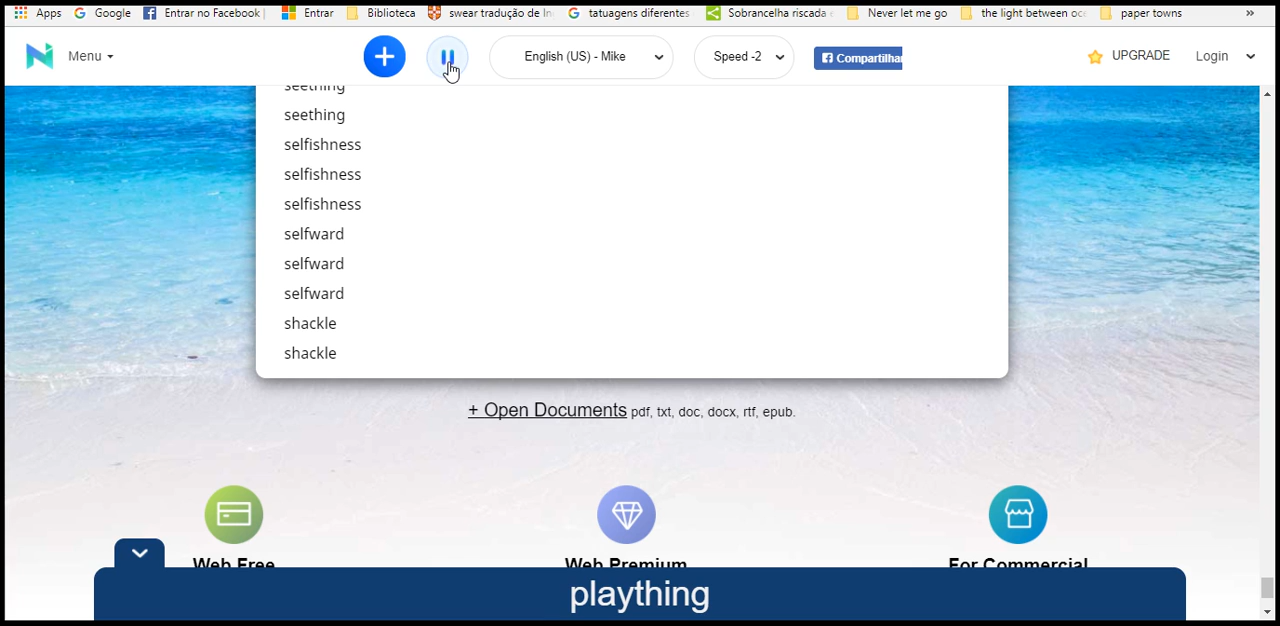 Apps Google Entrar no Facebook Entrar Biblioteca swear tradução de In tatuagens diferentes Sobrancelha riscada Never let me go the light between oce paper towns »
Menu English (US) - Mike Speed -2 Compartilhar UPGRADE Login
seething
seething
selfishness
selfishness
selfishness
selfward
selfward
selfward
shackle
shackle
+ Open Documents pdf, txt, doc, docx, rtf, epub.
Web Free Web Premium For Commercial
plaything